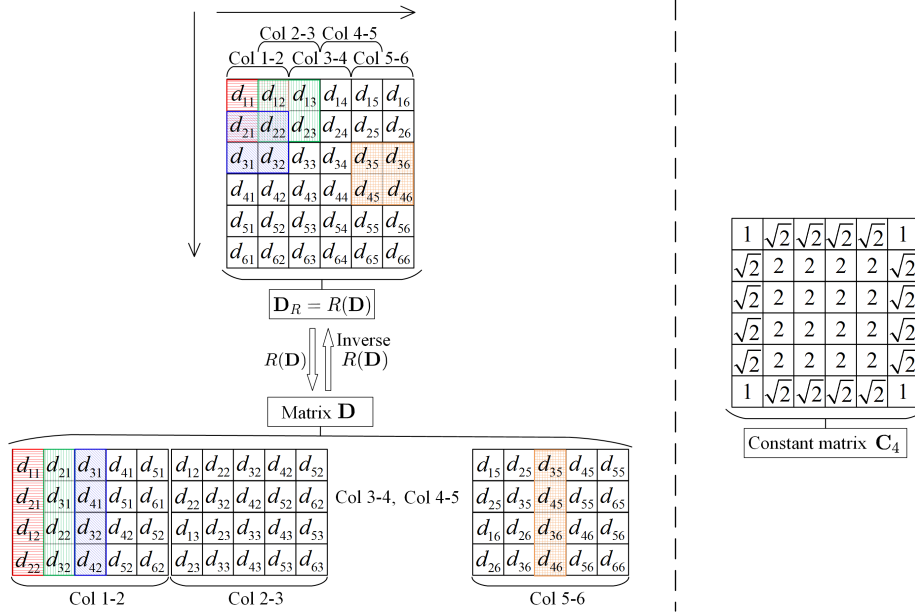 Col 2-3 Col 4-5
Col 1-2 Col 3-4 Col 5-6
d11 d12 d13 d14 d15 d16
d21 d22 d23 d24 d25 d26
d31 d32 d33 d34 d35 d36
d41 d42 d43 d44 d45 d46
d51 d52 d53 d54 d55 d56
d61 d62 d63 d64 d65 d66
D_R = R(D)
R(D)
Inverse
R(D)
Matrix D
d11 d21 d31 d41 d51 d12 d22 d32 d42 d52
d21 d31 d41 d51 d61 d22 d32 d42 d52 d62
d12 d22 d32 d42 d52 d13 d23 d33 d43 d53
d22 d32 d42 d52 d62 d23 d33 d43 d53 d63
Col 1-2 Col 2-3
Col 3-4, Col 4-5
d15 d25 d35 d45 d55
d25 d35 d45 d55 d65
d16 d26 d36 d46 d56
d26 d36 d46 d56 d66
Col 5-6
1 √2 √2 √2 √2 1
√2 2 2 2 2 √2
√2 2 2 2 2 √2
√2 2 2 2 2 √2
√2 2 2 2 2 √2
1 √2 √2 √2 √2 1
Constant matrix C4